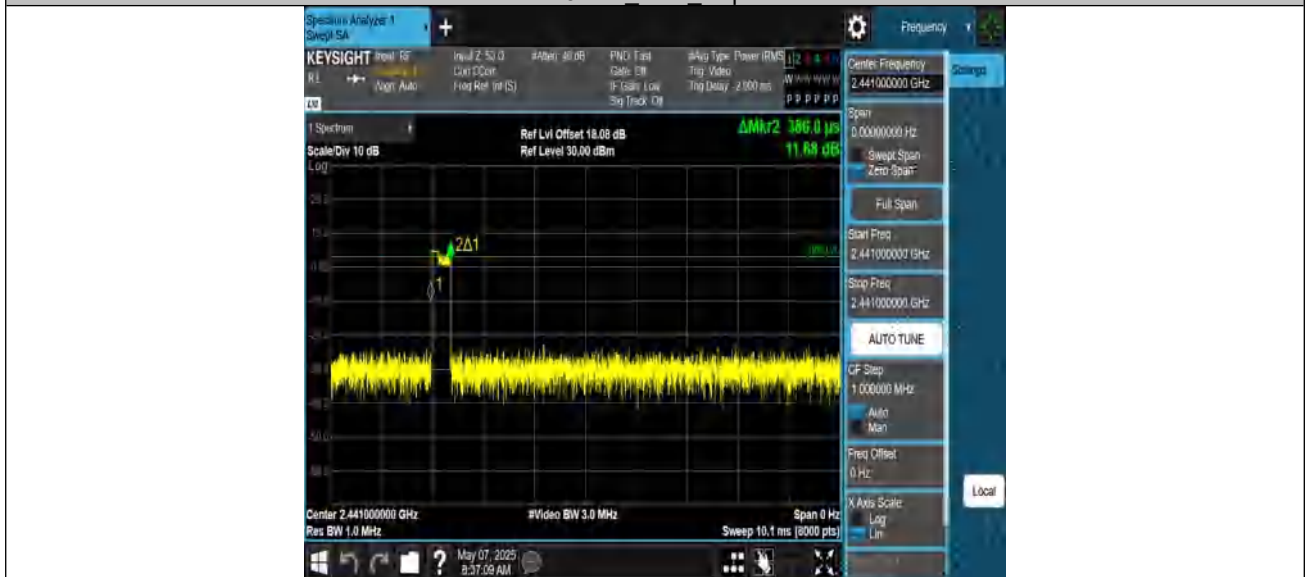 Spectrum Analyzer 1
Swept SA
+
Frequency
KEYSIGHT Input: RF
RL
Align: Auto
Input Z: 50 Ω
Corr CCorr
Freq Ref: Int (S)
#Atten: 40 dB
PNO: Fast
Gate: Off
IF Gain: Low
Sig Track: Off
#Avg Type: Power (RMS)
Trig: Video
Trig Delay: -2.000 ms
P P P P P P
1 Spectrum
Scale/Div 10 dB
Log
Ref Lvl Offset 18.08 dB
Ref Level 30.00 dBm
ΔMkr2 386.0 µs
11.68 dB
2Δ1
1
Center 2.441000000 GHz
Res BW 1.0 MHz
#Video BW 3.0 MHz
Span 0 Hz
Sweep 10.1 ms (8000 pts)
?
May 07, 2025
8:37:09 AM
Center Frequency
2.441000000 GHz
Settings
Span
0.00000000 Hz
Swept Span
Zero Span
Full Span
Start Freq
2.441000000 GHz
Stop Freq
2.441000000 GHz
AUTO TUNE
CF Step
1.000000 MHz
Auto
Man
Freq Offset
0 Hz
X Axis Scale
Log
Lin
Local